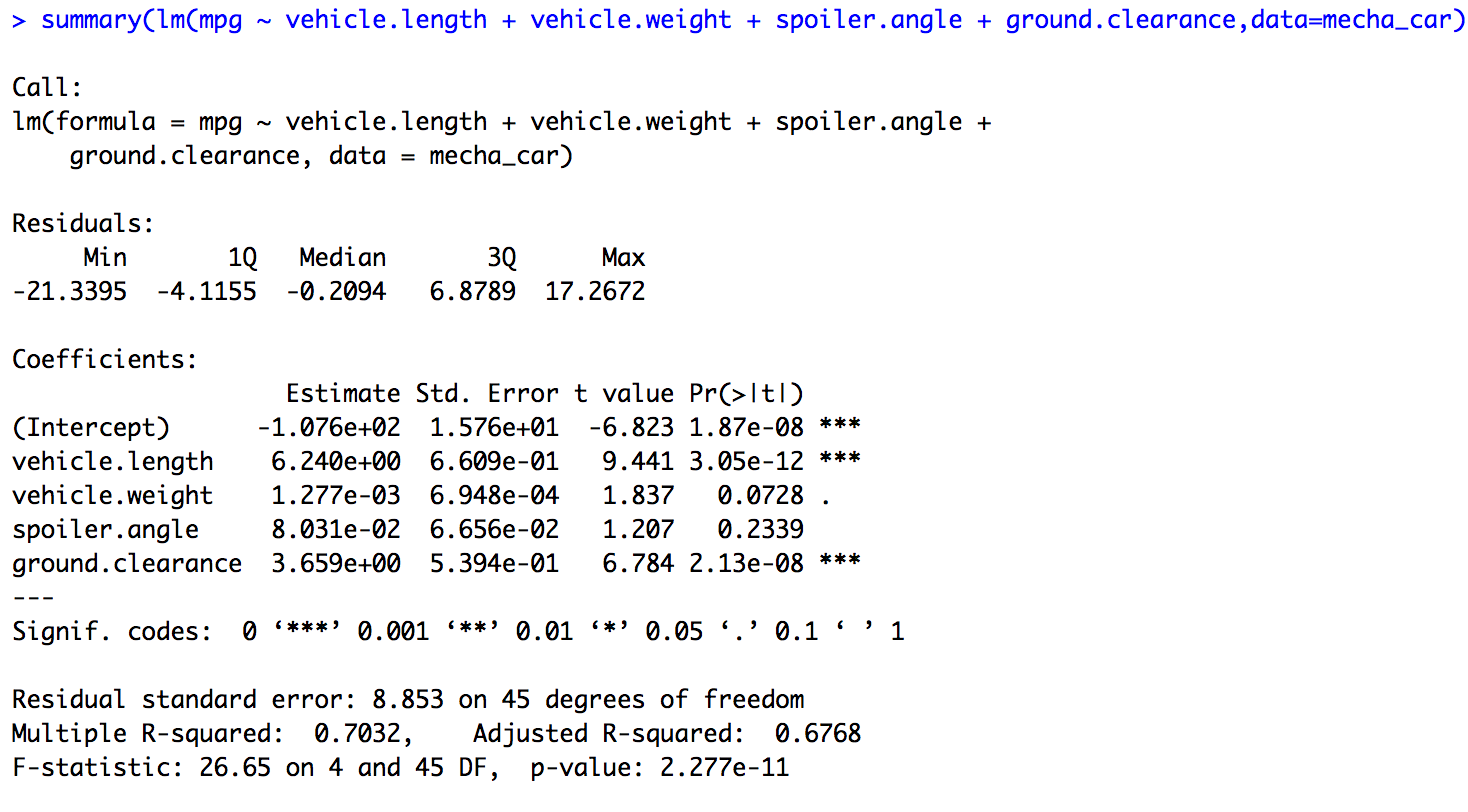 > summary(lm(mpg ~ vehicle.length + vehicle.weight + spoiler.angle + ground.clearance,data=mecha_car)
Call:
lm(formula = mpg ~ vehicle.length + vehicle.weight + spoiler.angle +
    ground.clearance, data = mecha_car)
Residuals:
     Min       1Q   Median       3Q      Max
-21.3395  -4.1155  -0.2094   6.8789  17.2672
Coefficients:
                   Estimate Std. Error t value Pr(>|t|)
(Intercept)      -1.076e+02  1.576e+01  -6.823 1.87e-08 ***
vehicle.length    6.240e+00  6.609e-01   9.441 3.05e-12 ***
vehicle.weight    1.277e-03  6.948e-04   1.837   0.0728 .
spoiler.angle     8.031e-02  6.656e-02   1.207   0.2339
ground.clearance  3.659e+00  5.394e-01   6.784 2.13e-08 ***
---
Signif. codes:  0 ‘***’ 0.001 ‘**’ 0.01 ‘*’ 0.05 ‘.’ 0.1 ‘ ’ 1
Residual standard error: 8.853 on 45 degrees of freedom
Multiple R-squared:  0.7032,    Adjusted R-squared:  0.6768
F-statistic: 26.65 on 4 and 45 DF,  p-value: 2.277e-11